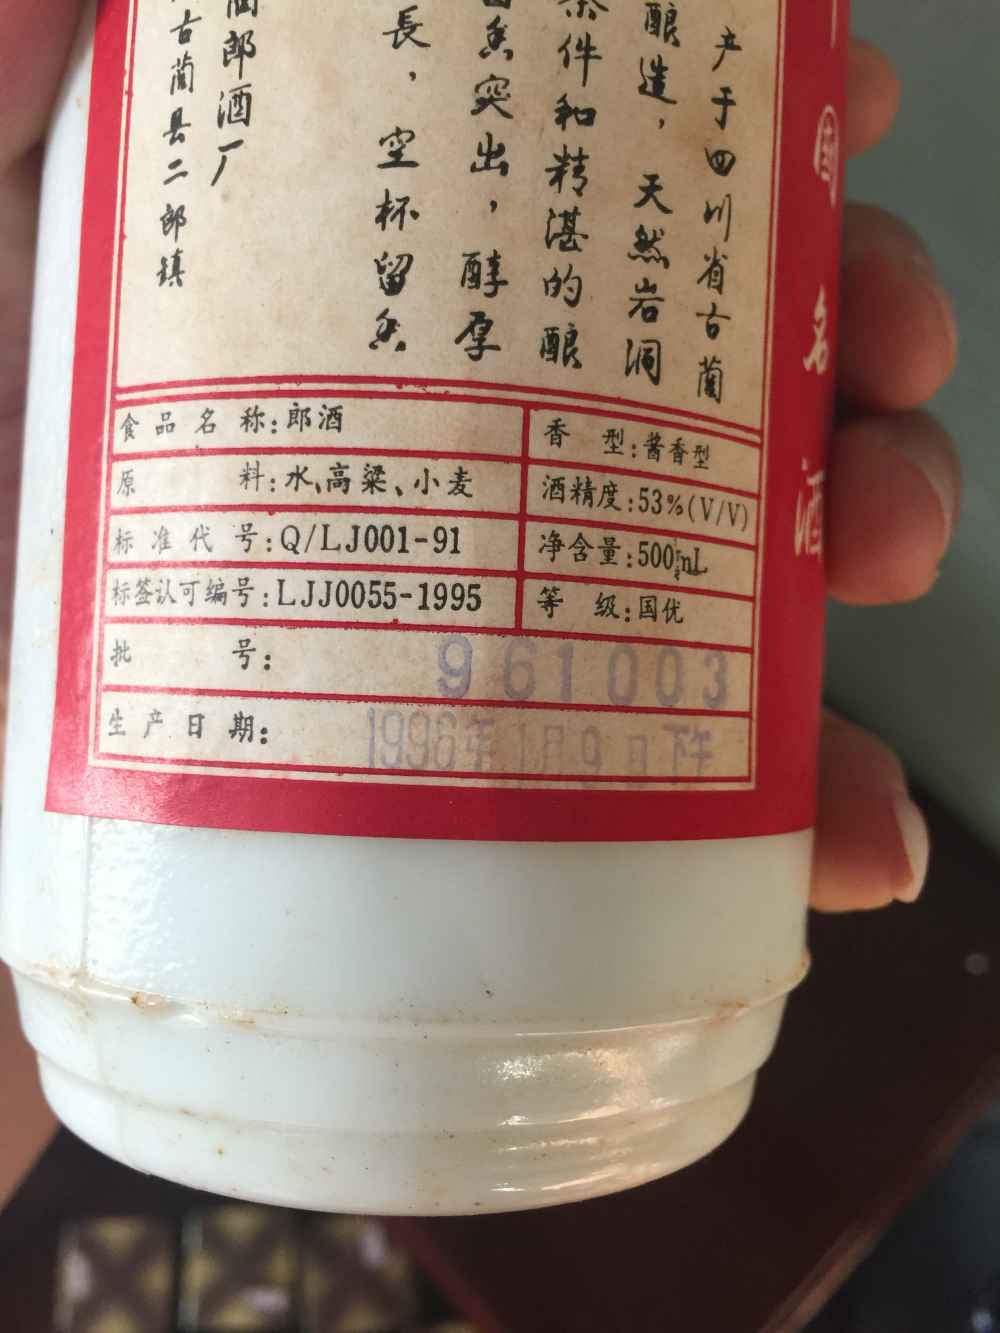 国名酒
产于四川省古蔺
酿造，天然岩洞
条件和精湛的酿
香突出，醇厚
長，空杯留香
蔺郎酒厂
古蔺县二郎镇
食品名称：郎酒
香型：酱香型
原料：水、高粱、小麦
酒精度：53%(V/V)
标准代号：Q/LJ001-91
净含量：500mL
标签认可编号：LJJ0055-1995
等级：国优
批号：961003
生产日期：1996年1月9日下午